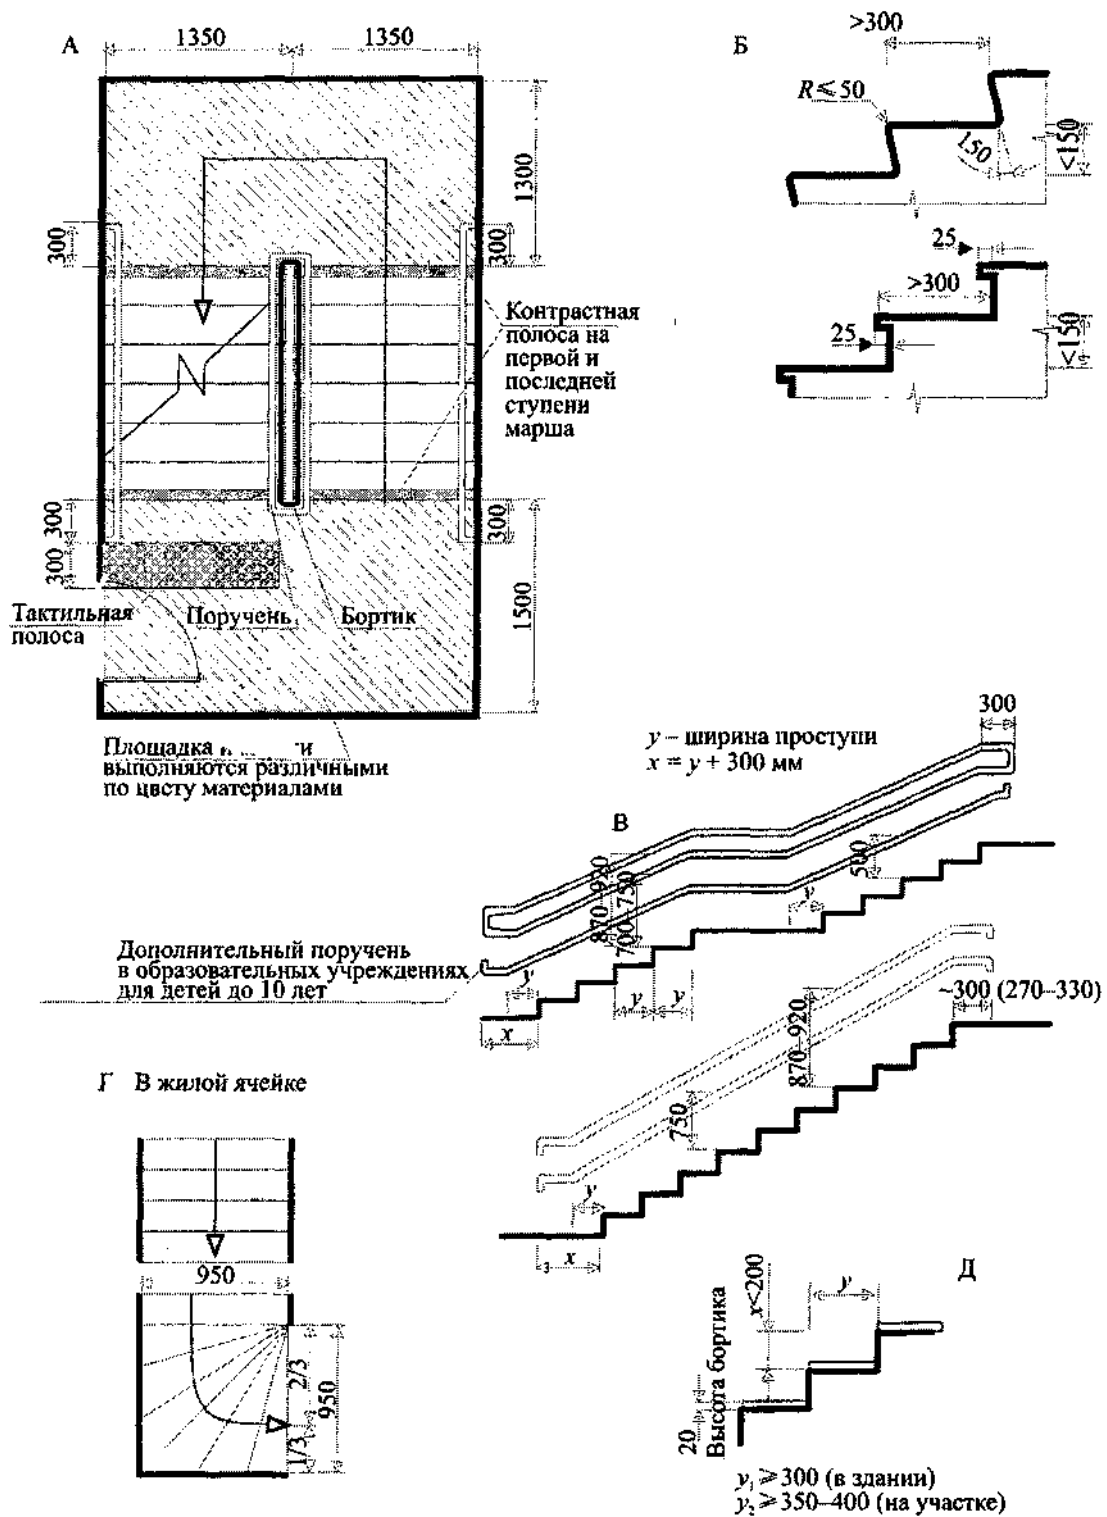 А
1350
1350
1300
300
300
Контрастная
полоса на
первой и
последней
ступени
марша
300
300
300
1500
Тактильная
полоса
Поручень
Бортик
Площадка
выполняются различными
по цвету материалами
Б
>300
R ⩽ 50
150
<150
25
>300
25
<150
y – ширина проступи
x = y + 300 мм
В
300
870–920
700–750
500
y
Дополнительный поручень
в образовательных учреждениях
для детей до 10 лет
y
y
y
x
~300 (270–330)
870–920
750
y
x
Г В жилой ячейке
950
2/3
1/3
950
Д
x<200
y
Высота бортика
20
y₁ ⩾ 300 (в здании)
y₂ ⩾ 350–400 (на участке)